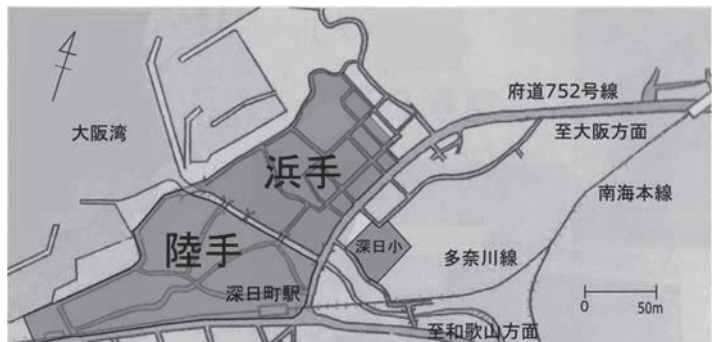 府道752号線
大阪湾
至大阪方面
浜手
南海本線
陸手
深日小
多奈川線
深日町駅
0 50m
至和歌山方面